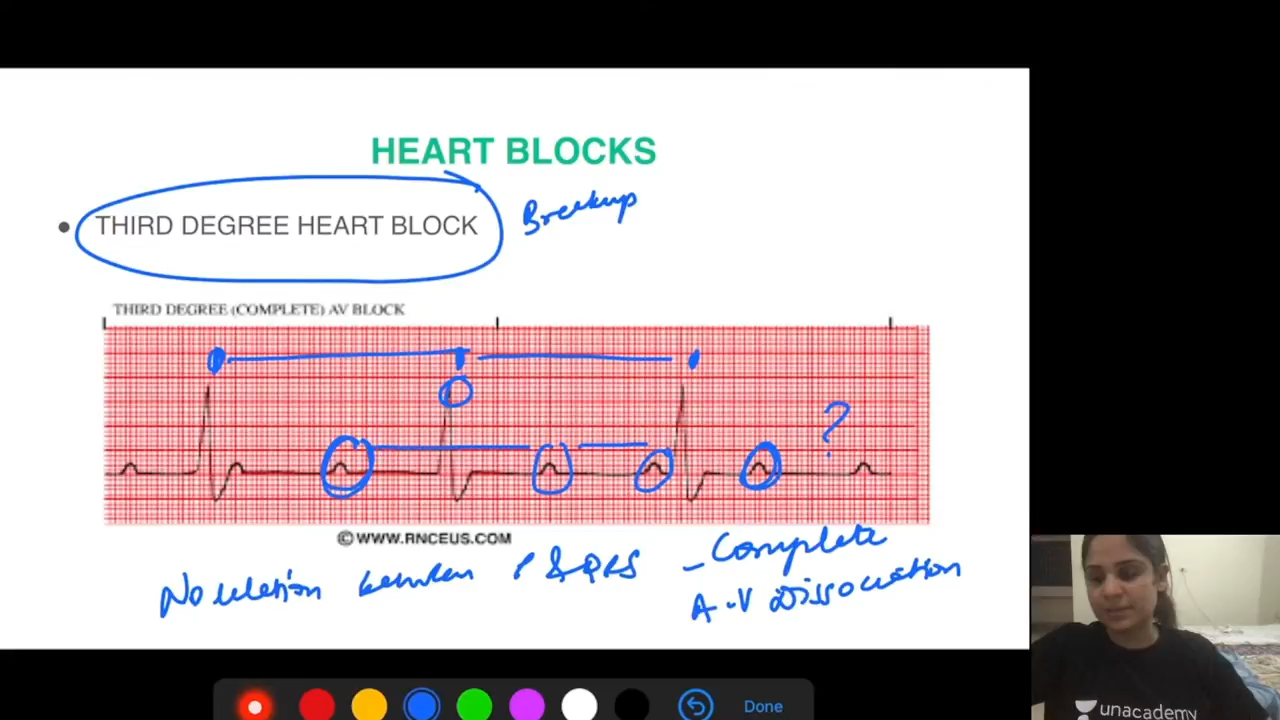 HEART BLOCKS
• THIRD DEGREE HEART BLOCK
Breakup
THIRD DEGREE (COMPLETE) AV BLOCK
?
©WWW.RNCEUS.COM
No relation between P & QRS - Complete
A-V Dissociation
unacademy
Done